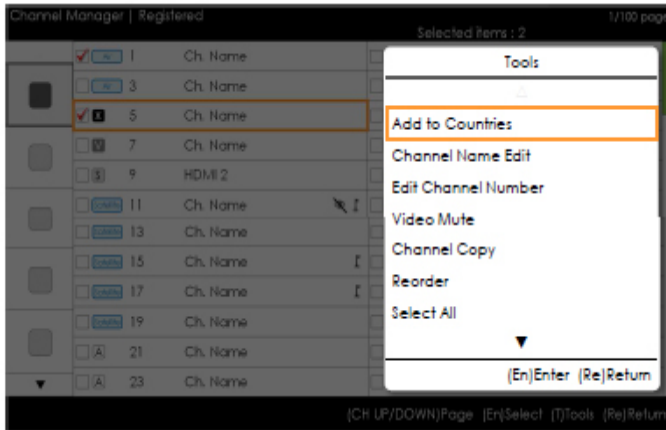 Channel Manager | Registered
1/100 page
Selected items : 2
Air 1 Ch. Name
Air 3 Ch. Name
X 5 Ch. Name
V 7 Ch. Name
S 9 HDMI 2
11 Ch. Name
13 Ch. Name
15 Ch. Name
17 Ch. Name
19 Ch. Name
A 21 Ch. Name
A 23 Ch. Name
Tools
Add to Countries
Channel Name Edit
Edit Channel Number
Video Mute
Channel Copy
Reorder
Select All
(En)Enter (Re)Return
(CH UP/DOWN)Page (En)Select (T)Tools (Re)Return